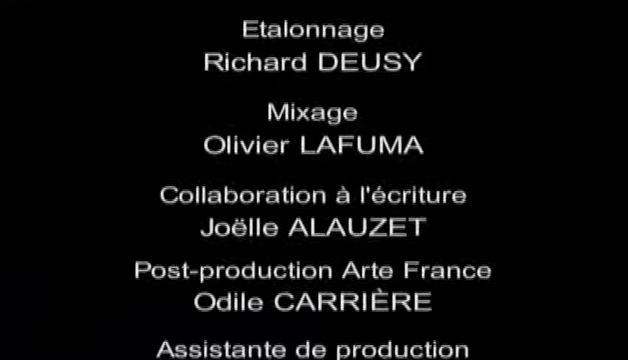 Etalonnage
Richard DEUSY
Mixage
Olivier LAFUMA
Collaboration à l'écriture
Joëlle ALAUZET
Post-production Arte France
Odile CARRIÈRE
Assistante de production